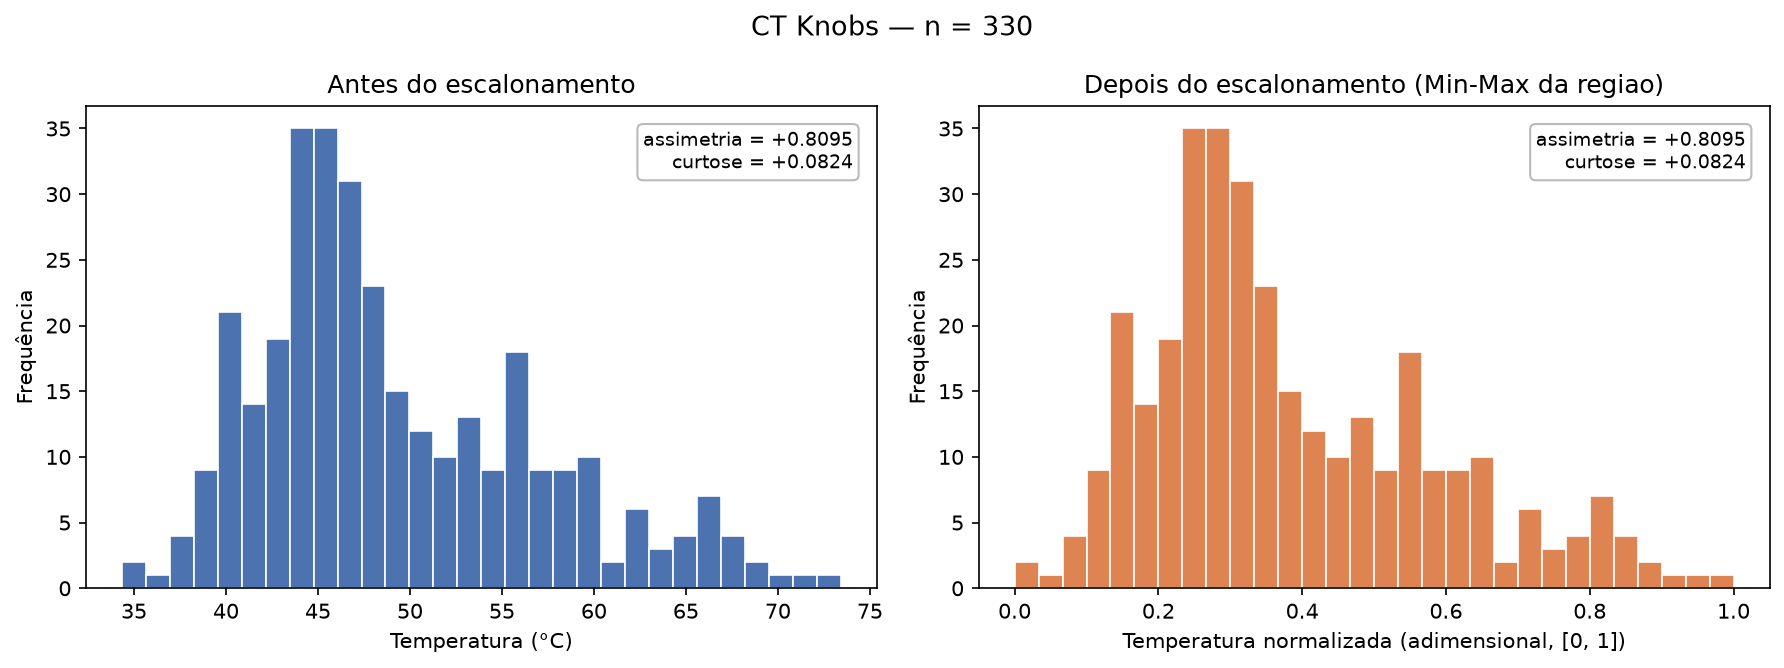 CT Knobs — n = 330
Antes do escalonamento
assimetria = +0.8095
curtose = +0.0824
Frequência
35
30
25
20
15
10
5
0
35
40
45
50
55
60
65
70
75
Temperatura (°C)
Depois do escalonamento (Min-Max da regiao)
assimetria = +0.8095
curtose = +0.0824
Frequência
35
30
25
20
15
10
5
0
0.0
0.2
0.4
0.6
0.8
1.0
Temperatura normalizada (adimensional, [0, 1])